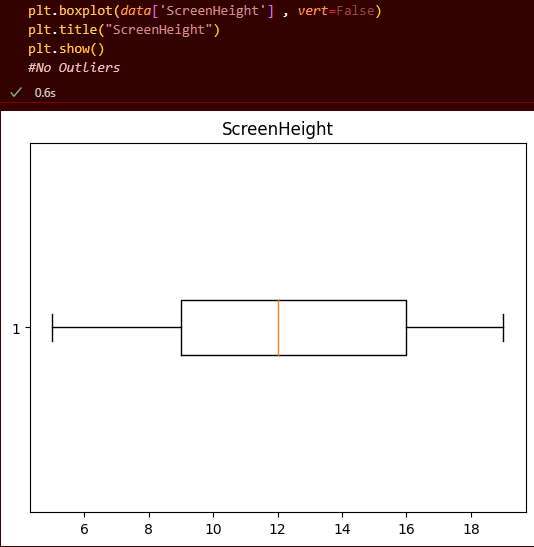 plt.boxplot(data['ScreenHeight'] , vert=False)
plt.title("ScreenHeight")
plt.show()
#No Outliers
0.6s
ScreenHeight
1
6 8 10 12 14 16 18